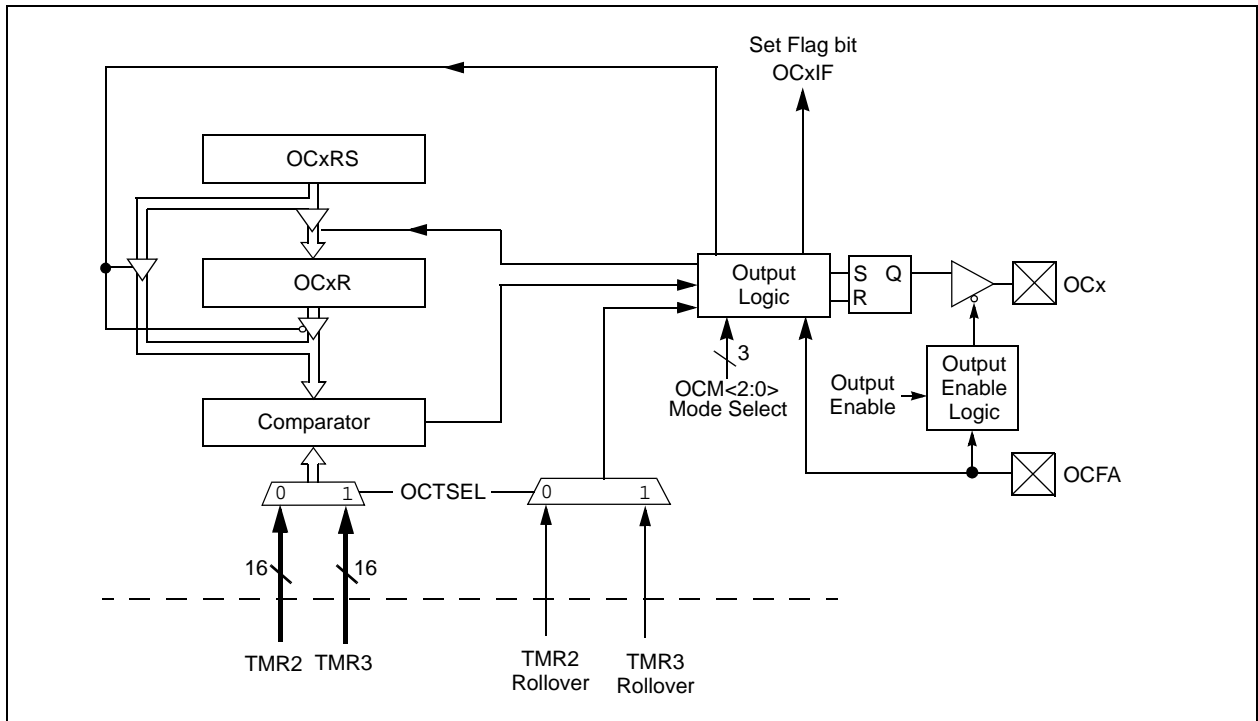 Set Flag bit
OCxIF
OCxRS
OCxR
Output
Logic
S Q
R
OCx
3
OCM<2:0>
Mode Select
Output
Enable
Output
Enable
Logic
Comparator
OCFA
0 1
OCTSEL
0 1
16
16
TMR2
TMR3
TMR2
Rollover
TMR3
Rollover